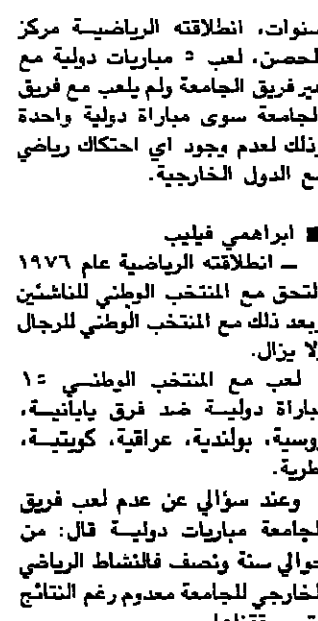 سنوات، انطلاقته الرياضية مركز
الحصن، لعب ٥ مباريات دولية مع
غير فريق الجامعة ولم يلعب مع فريق
الجامعة سوى مباراة دولية واحدة
وذلك لعدم وجود اي احتكاك رياضي
مع الدول الخارجية.
■ ابراهمي فيليب
ــ انطلاقته الرياضية عام ١٩٧٦
التحق مع المنتخب الوطني للناشئين
وبعد ذلك مع المنتخب الوطني للرجال
ولا يزال.
لعب مع المنتخب الوطني ١٥
مباراة دولية ضد فرق يابانية،
روسية، بولندية، عراقية، كويتية،
قطرية.
وعند سؤالي عن عدم لعب فريق
الجامعة مباريات دولية قال: من
حوالي سنة ونصف فالنشاط الرياضي
الخارجي للجامعة معدوم رغم النتائج